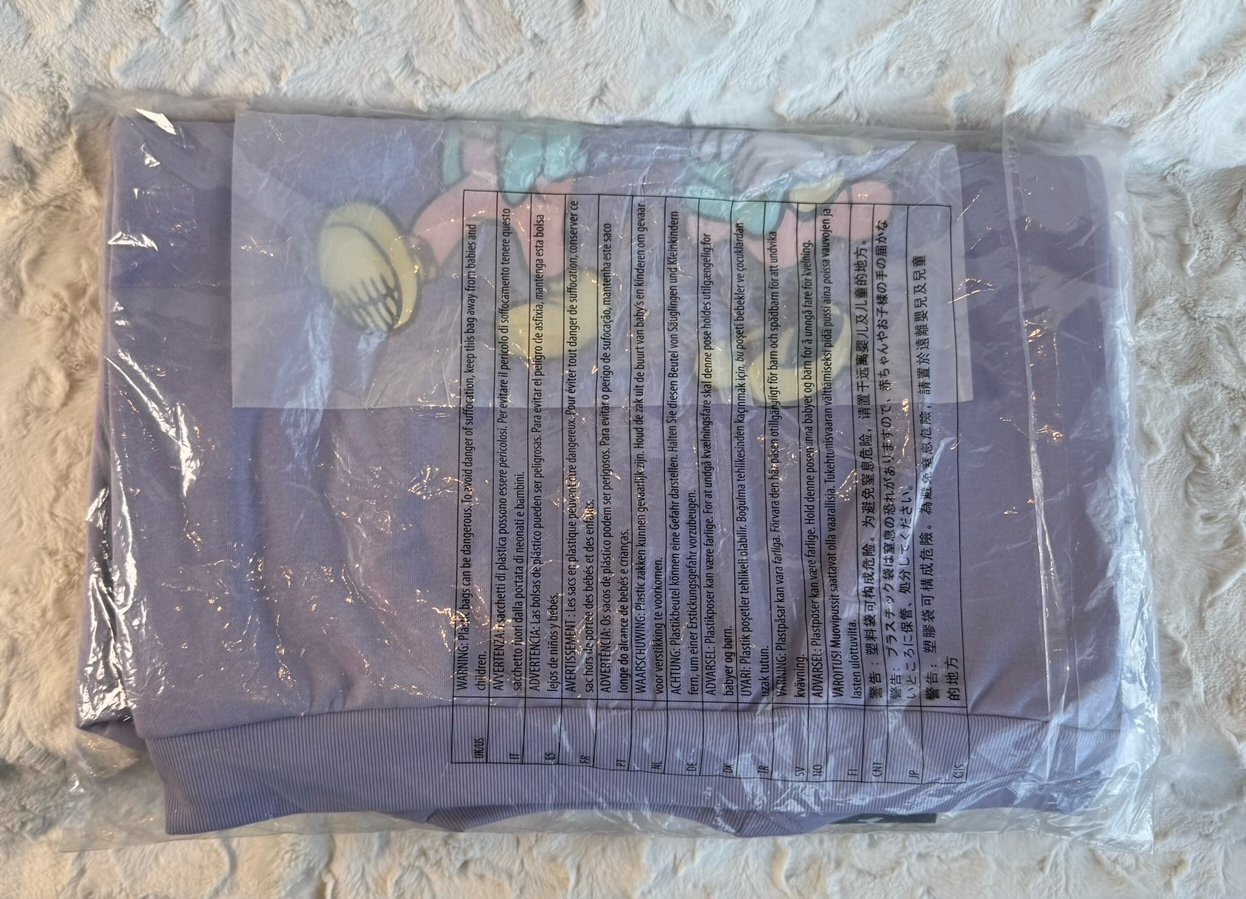 UK/US WARNING: Plastic bags can be dangerous. To avoid danger of suffocation, keep this bag away from babies and
children.
IT AVVERTENZA: I sacchetti di plastica possano essere pericolosi. Per evitare il pericolo di soffocamento tenere questo
sacchetto fuori dalla portata di neonati e bambini.
ES ADVERTENCIA: Las bolsas de plástico pueden ser peligrosas. Para evitar el peligro de asfixia, mantenga esta bolsa
lejos de niños y bebés.
FR AVERTISSEMENT: Les sacs en plastique peuvent être dangereux. Pour éviter tout danger de suffocation, conserver ce
sac hors de portée des bébés et des enfants.
PT ADVERTENCIA: Os sacos de plástico podem ser perigosos. Para evitar o perigo de sufocação, mantenha este saco
longe do alcance de bebés e crianças.
NL WAARSCHUWING: Plastic zakken kunnen gevaarlijk zijn. Houd de zak uit de buurt van baby's en kinderen om gevaar
voor verstikking te voorkomen.
DE ACHTUNG: Plastikbeutel können eine Gefahr darstellen. Halten Sie diesen Beutel von Säuglingen und Kleinkindern
fern, um einer Erstickungsgefahr vorzubeugen.
DK ADVARSEL: Plastikposer kan være farlige. For at undgå kvælningsfare skal denne pose holdes utilgængelig for
babyer og børn.
TR UYARI: Plastik poşetler tehlikeli olabilir. Boğulma tehlikesinden kaçınmak için, bu poşeti bebekler ve çocuklardan
uzak tutun.
SV VARNING: Plastpåsar kan vara farliga. Förvara den här påsen otillgängligt för barn och spädbarn för att undvika
kvävning.
NO ADVARSEL: Plastposer kan være farlige. Hold denne posen unna babyer og barn for å unngå fare for kvelning.
FI VAROITUS! Muovipussit saattavat olla vaarallisia. Tukehtumisvaaran välttämiseksi pidä pussi aina poissa vauvojen ja
lasten ulottuvilta.
CN1 警告：塑料袋可构成危险。为避免窒息危险，请置于远离婴儿及儿童的地方。
JP 警告：プラスチック袋は窒息の恐れがありますので、赤ちゃんやお子様の手の届かな
いところに保管、処分してください。
警告：塑膠袋可構成危險。為避免窒息危險，請置於遠離嬰兒及兒童
的地方